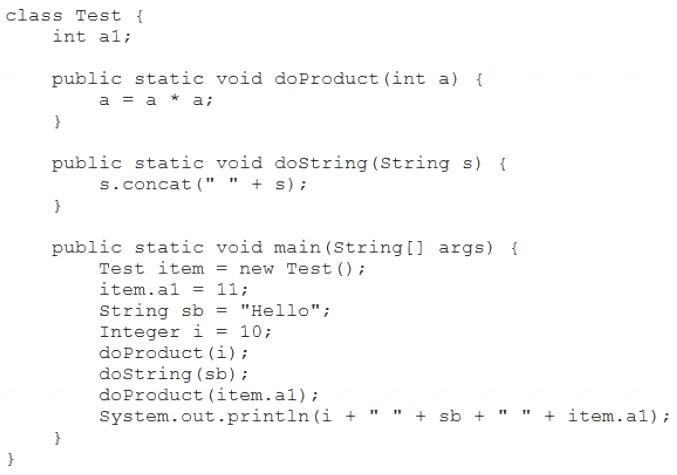 class Test {
    int a1;

    public static void doProduct(int a) {
        a = a * a;
    }

    public static void doString(String s) {
        s.concat(" " + s);
    }

    public static void main(String[] args) {
        Test item = new Test();
        item.a1 = 11;
        String sb = "Hello";
        Integer i = 10;
        doProduct(i);
        doString(sb);
        doProduct(item.a1);
        System.out.println(i + " " + sb + " " + item.a1);
    }
}